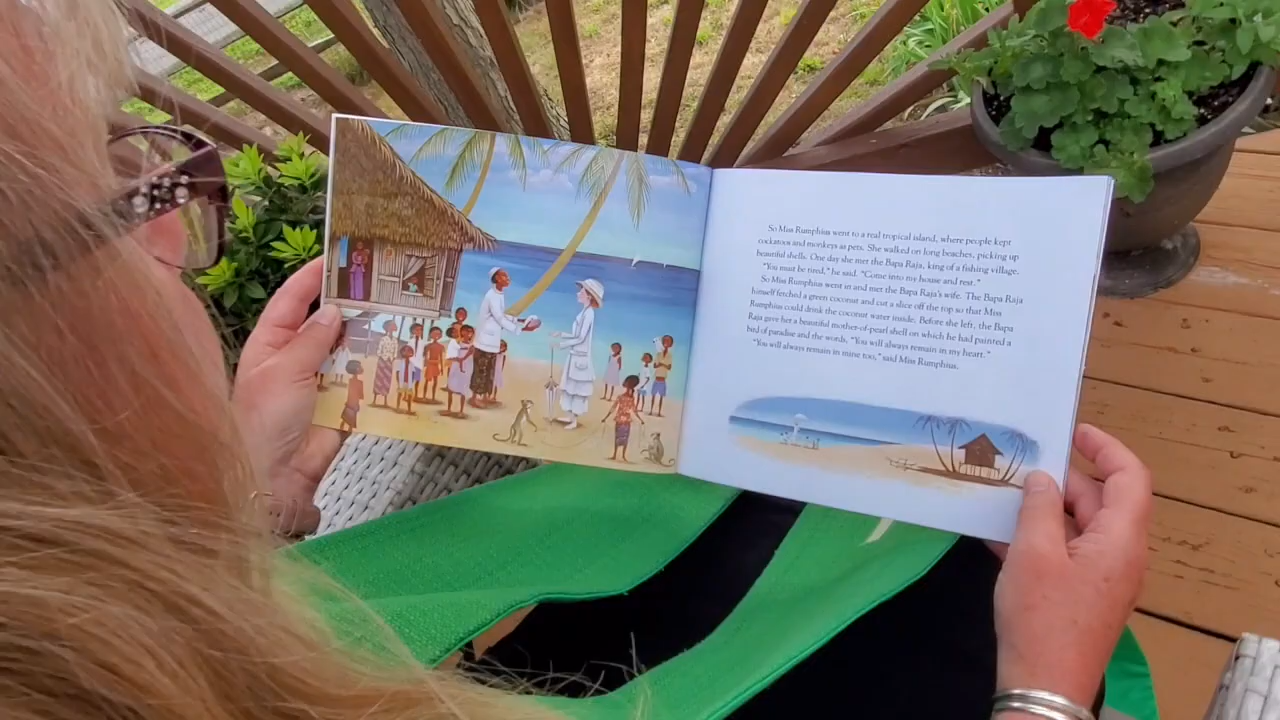 So Miss Rumphius went to a real tropical island, where people kept
cockatoos and monkeys as pets. She walked on long beaches, picking up
beautiful shells. One day she met the Bapa Raja, king of a fishing village.
"You must be tired," he said. "Come into my house and rest."
So Miss Rumphius went in and met the Bapa Raja's wife. The Bapa Raja
himself fetched a green coconut and cut a slice off the top so that Miss
Rumphius could drink the coconut water inside. Before she left, the Bapa
Raja gave her a beautiful mother-of-pearl shell on which he had painted a
bird of paradise and the words, "You will always remain in my heart."
"You will always remain in mine too," said Miss Rumphius.